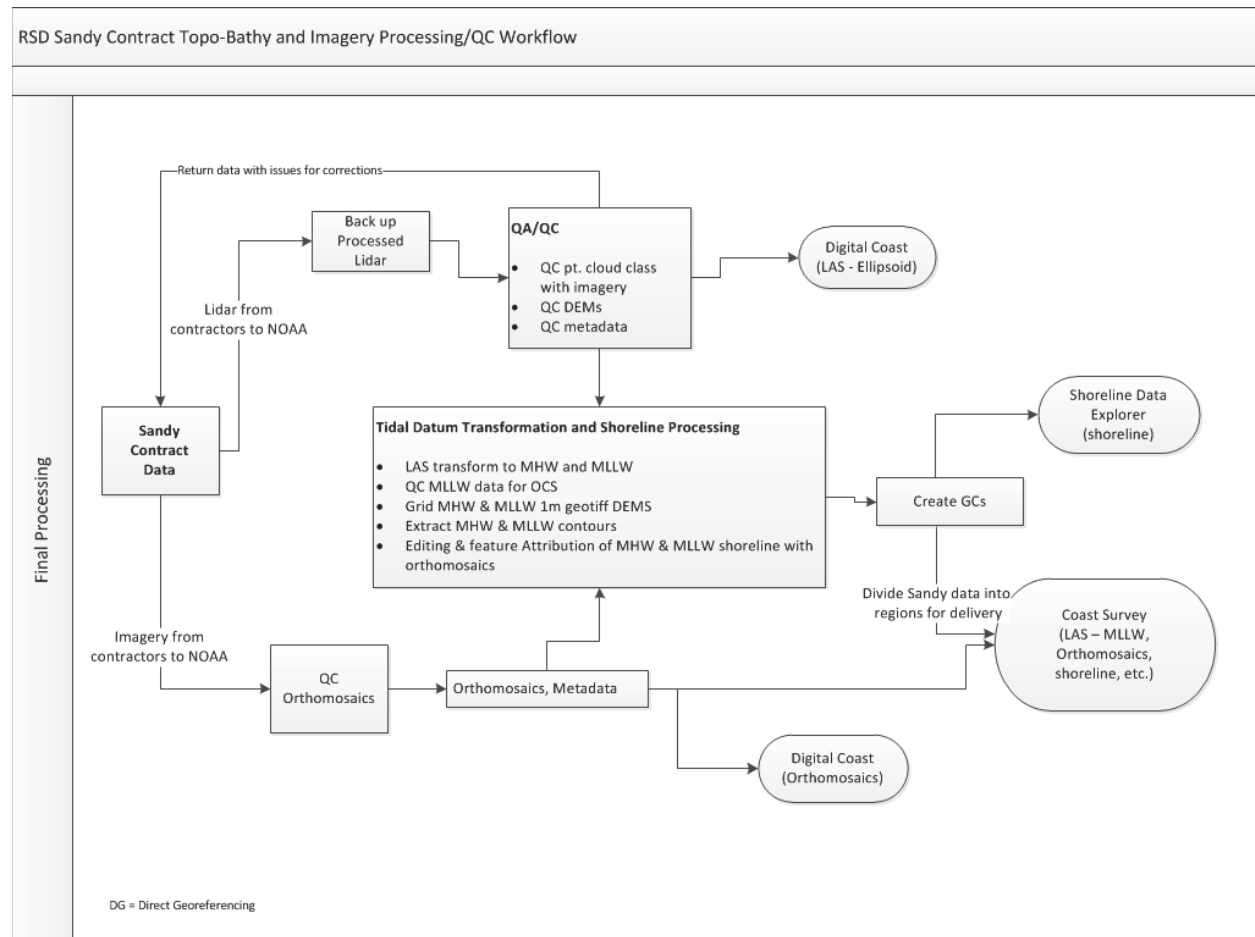 RSD Sandy Contract Topo-Bathy and Imagery Processing/QC Workflow
Final Processing
Return data with issues for corrections
Back up
Processed
Lidar
QA/QC
• QC pt. cloud class
with imagery
• QC DEMs
• QC metadata
Digital Coast
(LAS - Ellipsoid)
Lidar from
contractors to NOAA
Sandy
Contract
Data
Tidal Datum Transformation and Shoreline Processing
• LAS transform to MHW and MLLW
• QC MLLW data for OCS
• Grid MHW & MLLW 1m geotiff DEMS
• Extract MHW & MLLW contours
• Editing & feature Attribution of MHW & MLLW shoreline with
orthomosaics
Shoreline Data
Explorer
(shoreline)
Create GCs
Divide Sandy data into
regions for delivery
Coast Survey
(LAS – MLLW,
Orthomosaics,
shoreline, etc.)
Imagery from
contractors to NOAA
QC
Orthomosaics
Orthomosaics, Metadata
Digital Coast
(Orthomosaics)
DG = Direct Georeferencing